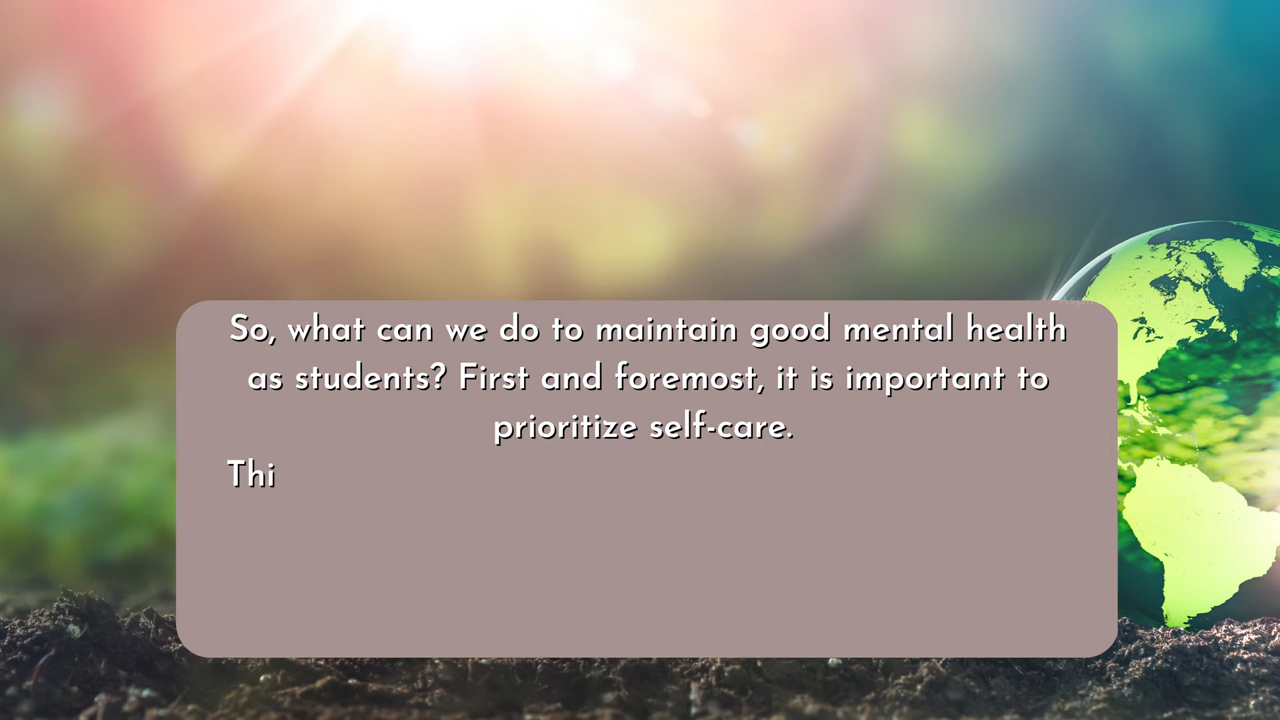 So, what can we do to maintain good mental health
as students? First and foremost, it is important to
prioritize self-care.
Thi